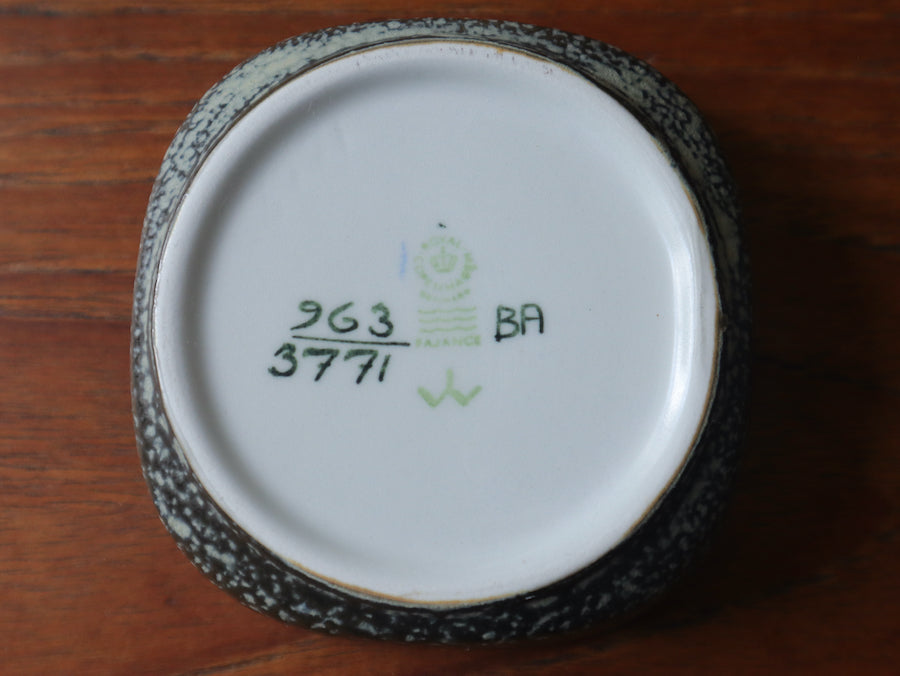 ROYAL
COPENHAGEN
DENMARK
FAJANCE
963
3771
BA